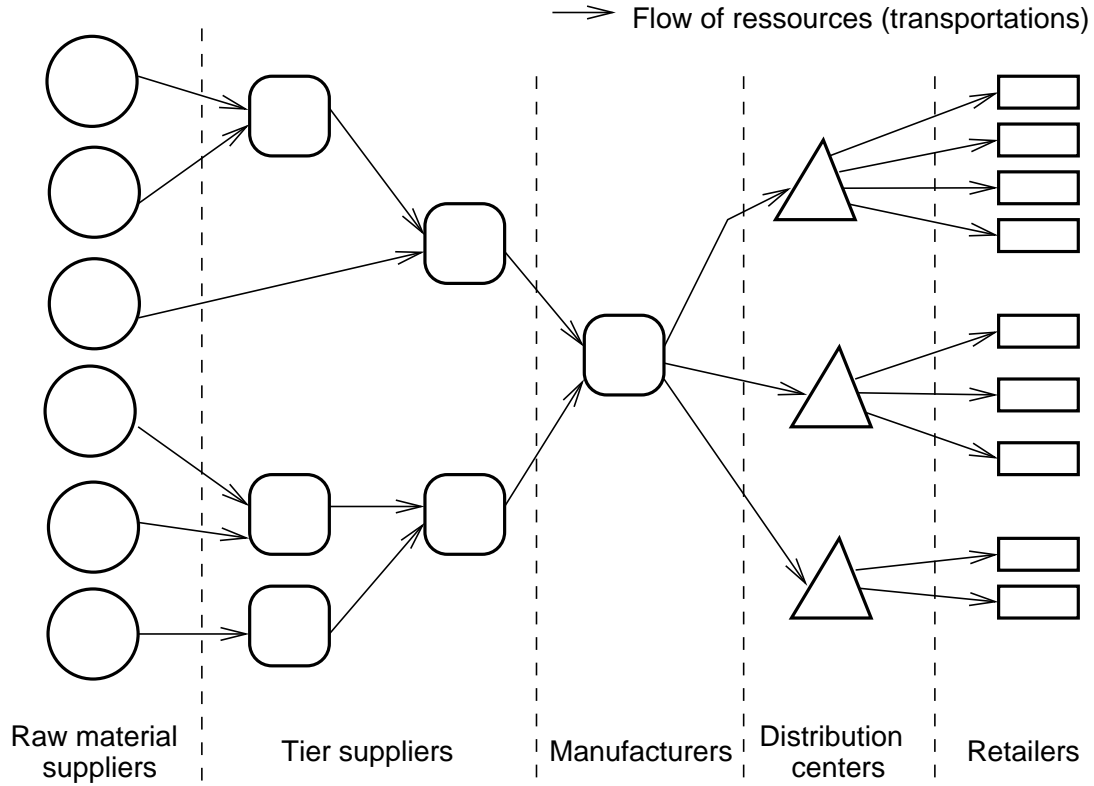 Flow of ressources (transportations)
Raw material
suppliers
Tier suppliers
Manufacturers
Distribution
centers
Retailers